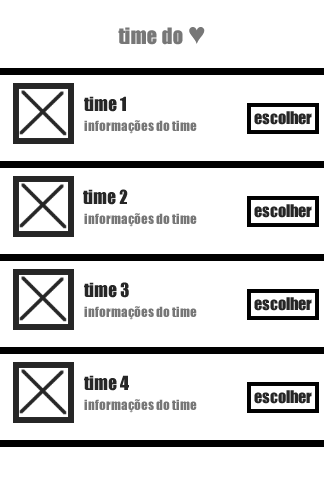 time do ♥
time 1
informações do time
escolher
time 2
informações do time
escolher
time 3
informações do time
escolher
time 4
informações do time
escolher